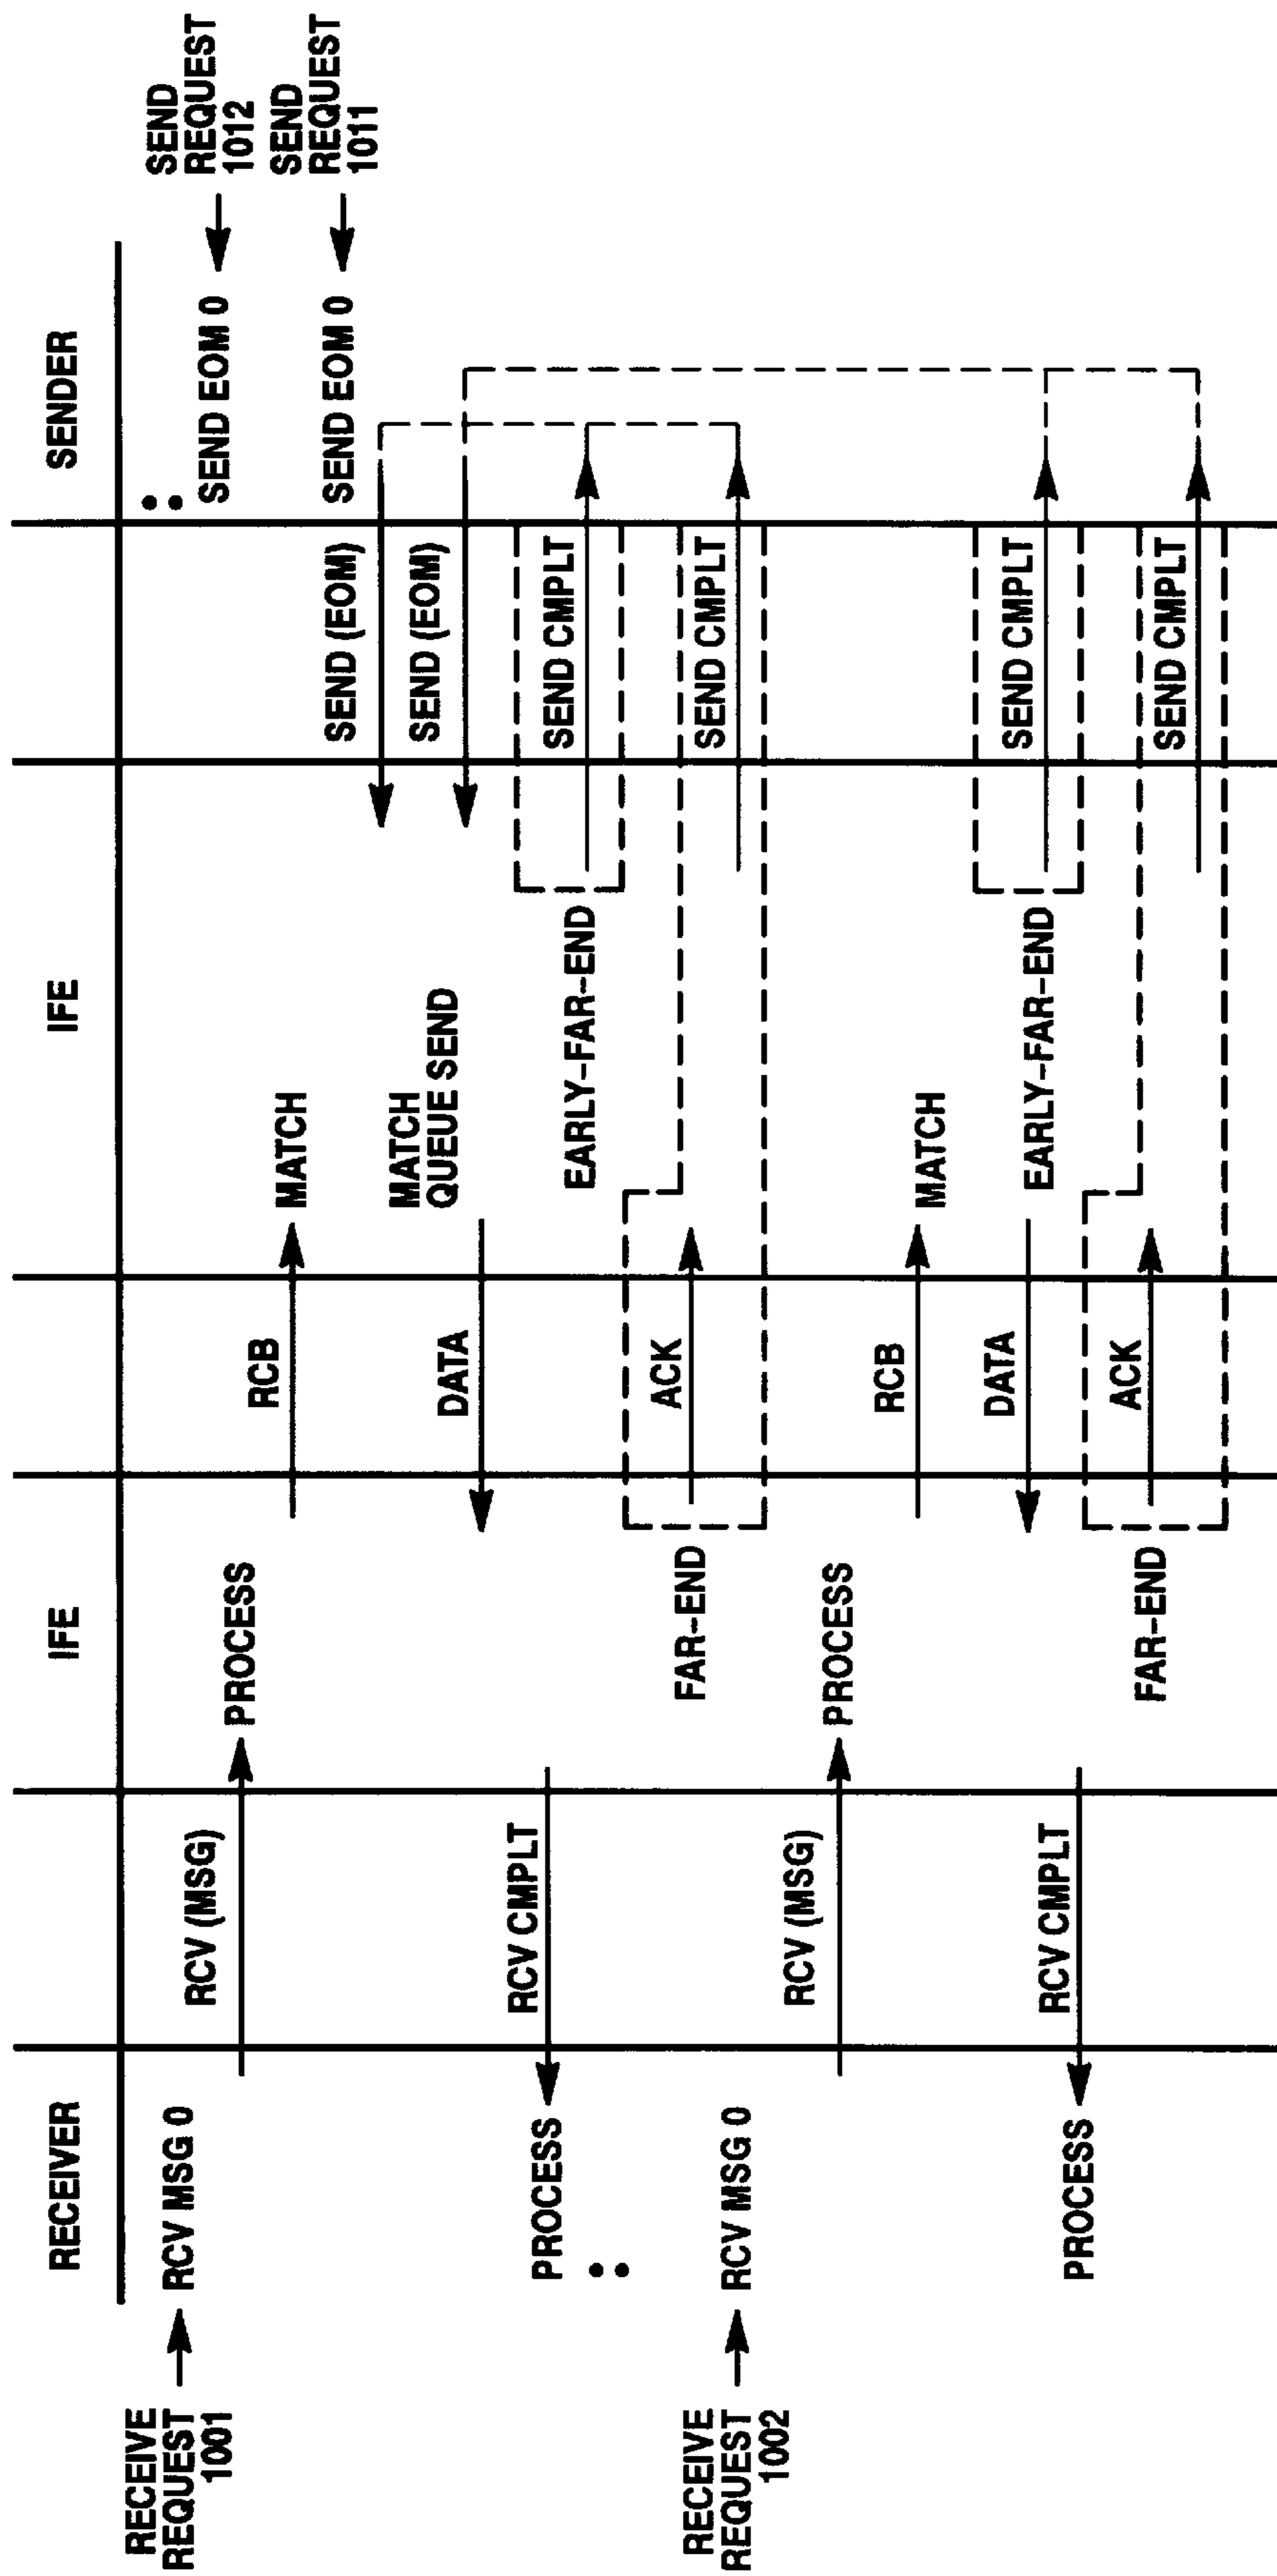 RECEIVER
IFE
IFE
SENDER
RECEIVE
REQUEST
1001
RCV MSG 0
RCV (MSG)
PROCESS
RCB
MATCH
SEND EOM 0
SEND
REQUEST
1012
SEND EOM 0
SEND
REQUEST
1011
SEND (EOM)
MATCH
QUEUE SEND
SEND (EOM)
DATA
PROCESS
RCV CMPLT
EARLY-FAR-END
SEND CMPLT
FAR-END
ACK
SEND CMPLT
RECEIVE
REQUEST
1002
RCV MSG 0
RCV (MSG)
PROCESS
RCB
MATCH
DATA
EARLY-FAR-END
SEND CMPLT
PROCESS
RCV CMPLT
FAR-END
ACK
SEND CMPLT